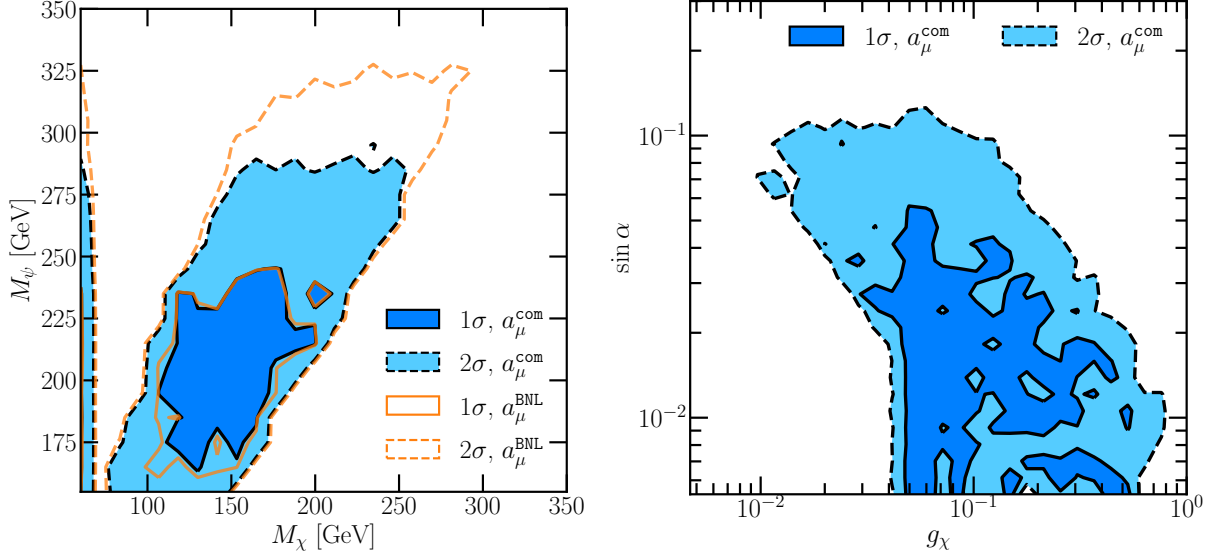 350
325
300
275
250
225
200
175
M_ψ [GeV]
1σ, a_μ^com
2σ, a_μ^com
1σ, a_μ^BNL
2σ, a_μ^BNL
100 150 200 250 300 350
M_χ [GeV]
1σ, a_μ^com 2σ, a_μ^com
10^−1
10^−2
sin α
10^−2 10^−1 10^0
g_χ